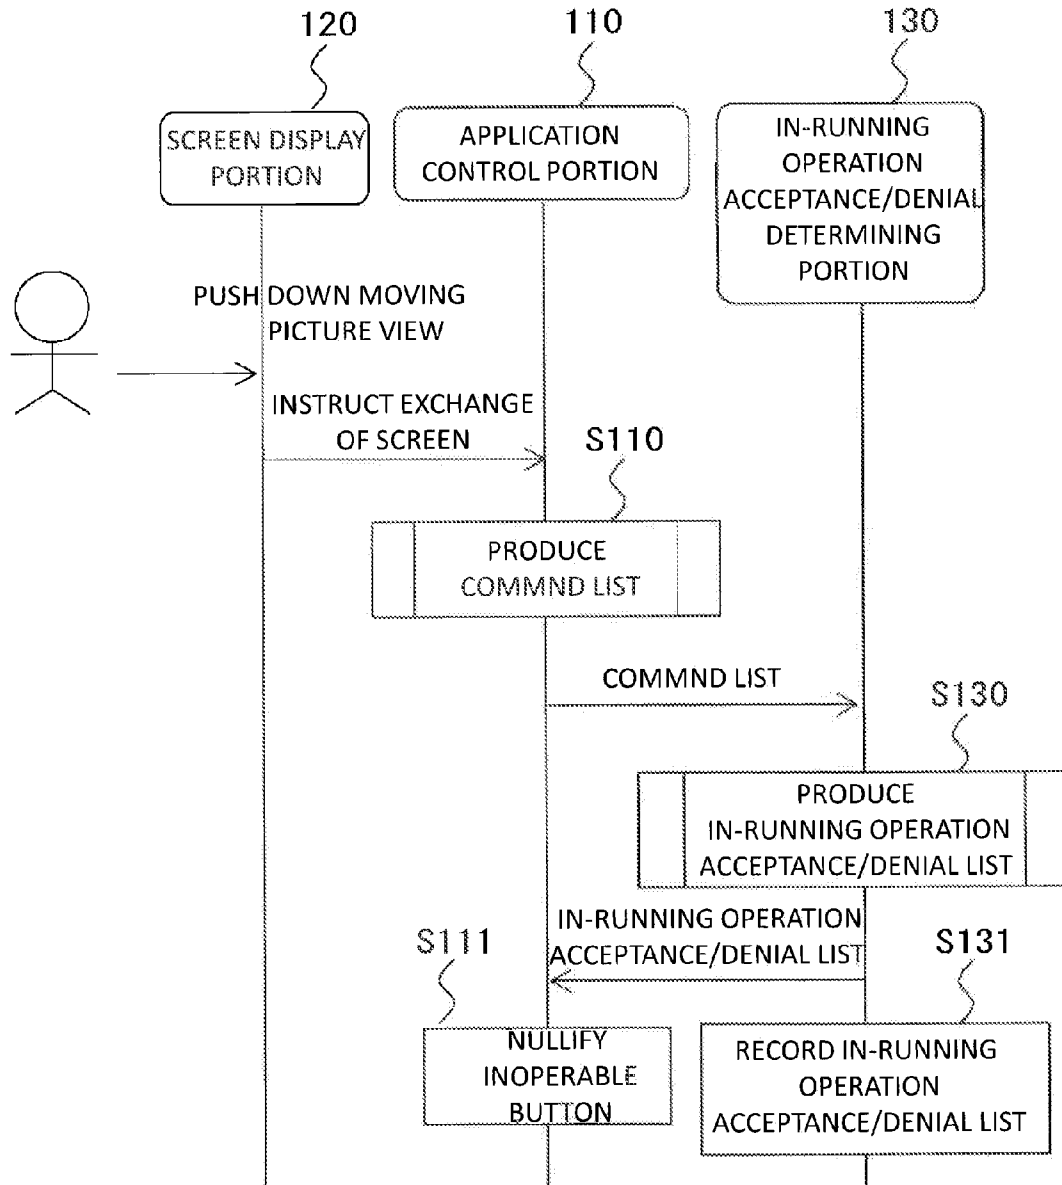 120
110
130
SCREEN DISPLAY
PORTION
APPLICATION
CONTROL PORTION
IN-RUNNING
OPERATION
ACCEPTANCE/DENIAL
DETERMINING
PORTION
PUSH DOWN MOVING
PICTURE VIEW
INSTRUCT EXCHANGE
OF SCREEN
S110
PRODUCE
COMMND LIST
COMMND LIST
S130
PRODUCE
IN-RUNNING OPERATION
ACCEPTANCE/DENIAL LIST
IN-RUNNING OPERATION
ACCEPTANCE/DENIAL LIST
S111
S131
NULLIFY
INOPERABLE
BUTTON
RECORD IN-RUNNING
OPERATION
ACCEPTANCE/DENIAL LIST